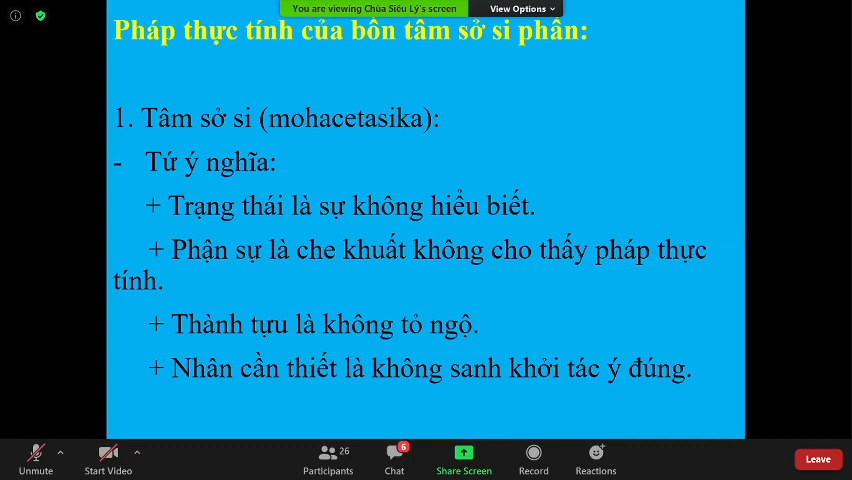 You are viewing Chùa Siêu Lý's screen
View Options
Pháp thực tính của bốn tâm sở si phần:
1. Tâm sở si (mohacetasika):
- Tứ ý nghĩa:
+ Trạng thái là sự không hiểu biết.
+ Phận sự là che khuất không cho thấy pháp thực
tính.
+ Thành tựu là không tỏ ngộ.
+ Nhân cần thiết là không sanh khởi tác ý đúng.
26
6
Unmute
Start Video
Participants
Chat
Share Screen
Record
Reactions
Leave